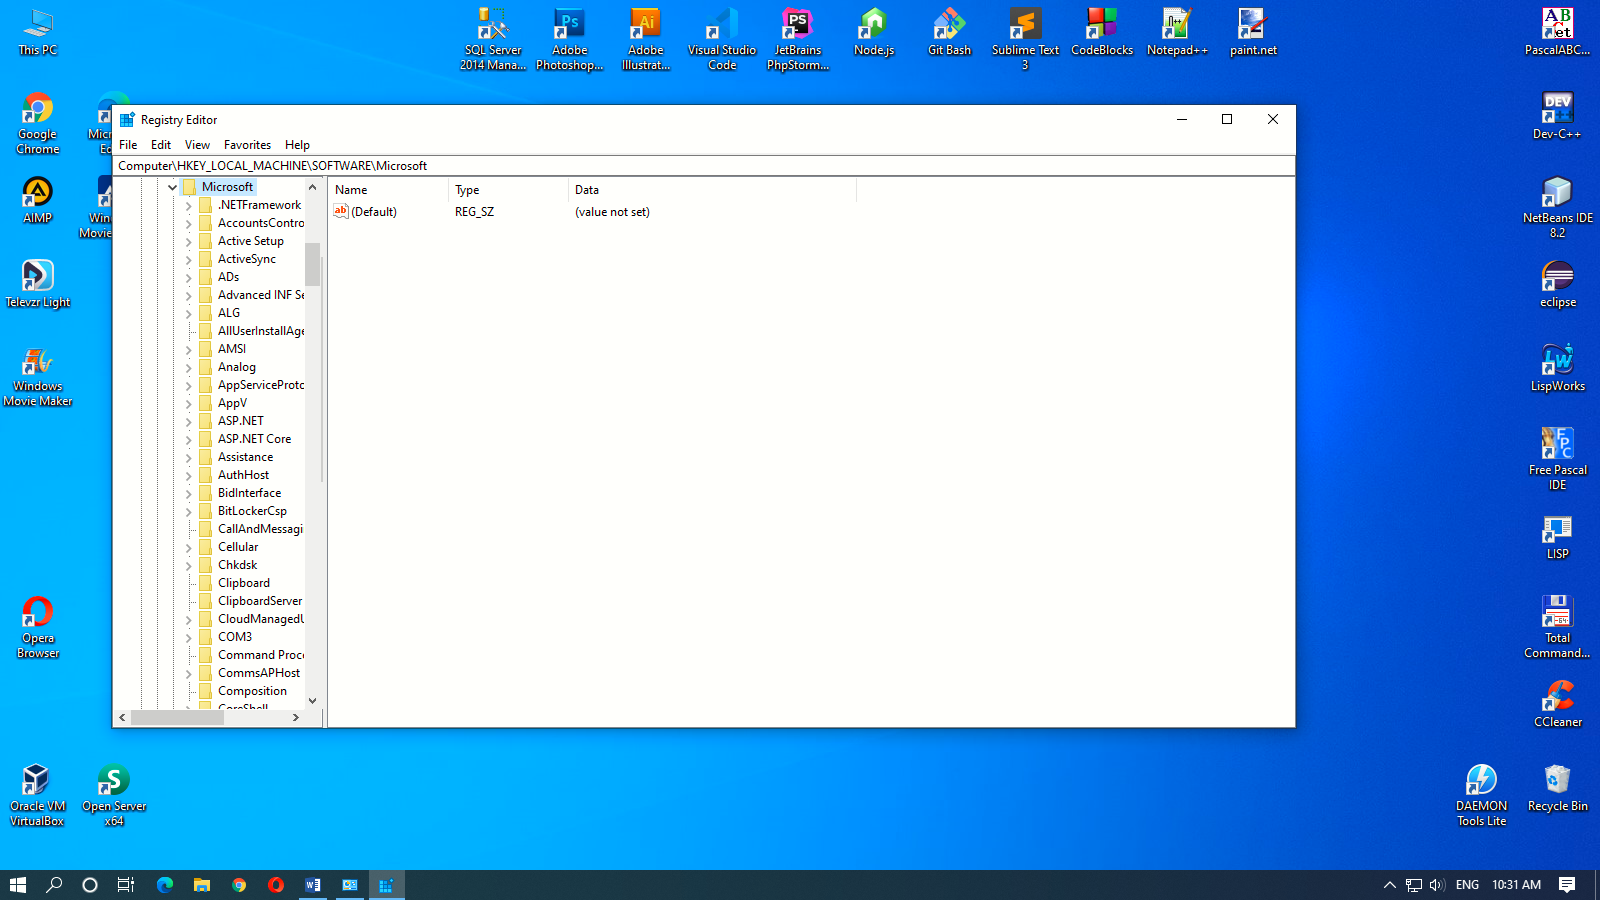 This PC
SQL Server
2014 Mana...
Adobe
Photoshop...
Adobe
Illustrat...
Visual Studio
Code
JetBrains
PhpStorm...
Node.js
Git Bash
Sublime Text
3
CodeBlocks
Notepad++
paint.net
PascalABC...
Google
Chrome
AIMP
Televzr Light
Windows
Movie Maker
Opera
Browser
Oracle VM
VirtualBox
Open Server
x64
Registry Editor
File Edit View Favorites Help
Computer\HKEY_LOCAL_MACHINE\SOFTWARE\Microsoft
Microsoft
.NETFramework
AccountsContro
Active Setup
ActiveSync
ADs
Advanced INF Se
ALG
AllUserInstallAge
AMSI
Analog
AppServiceProto
AppV
ASP.NET
ASP.NET Core
Assistance
AuthHost
BidInterface
BitLockerCsp
CallAndMessagi
Cellular
Chkdsk
Clipboard
ClipboardServer
CloudManagedU
COM3
Command Proc
CommsAPHost
Composition
CoreShell
Name Type Data
(Default) REG_SZ (value not set)
Dev-C++
NetBeans IDE
8.2
eclipse
LispWorks
Free Pascal
IDE
LISP
Total
Command...
CCleaner
DAEMON
Tools Lite
Recycle Bin
ENG 10:31 AM